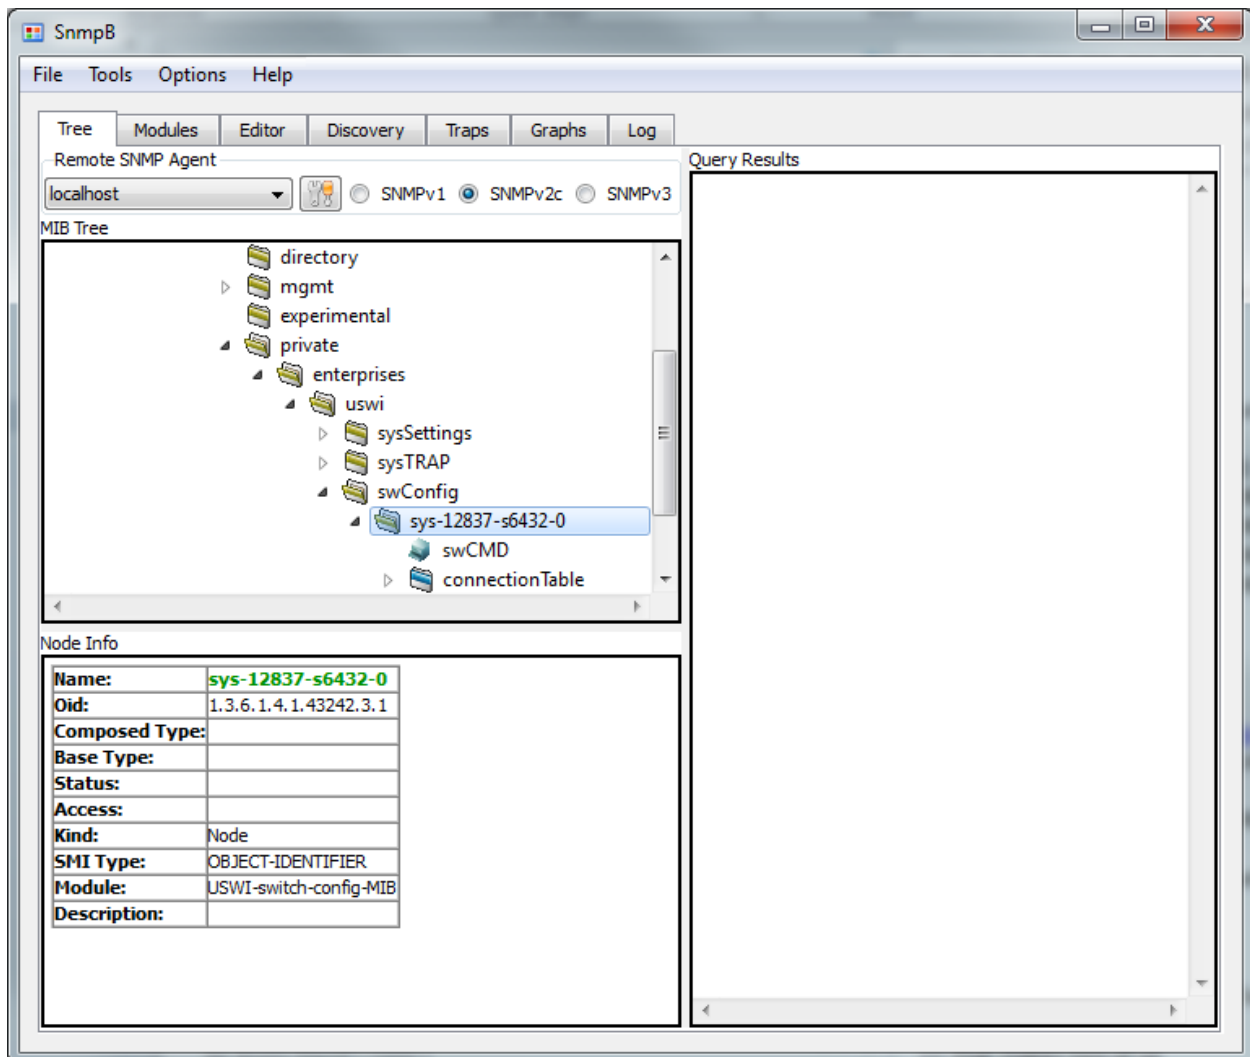 SnmpB
File Tools Options Help
Tree Modules Editor Discovery Traps Graphs Log
Remote SNMP Agent
localhost SNMPv1 SNMPv2c SNMPv3
MIB Tree
directory
mgmt
experimental
private
enterprises
uswi
sysSettings
sysTRAP
swConfig
sys-12837-s6432-0
swCMD
connectionTable
Node Info
Name: sys-12837-s6432-0
Oid: 1.3.6.1.4.1.43242.3.1
Composed Type:
Base Type:
Status:
Access:
Kind: Node
SMI Type: OBJECT-IDENTIFIER
Module: USWI-switch-config-MIB
Description:
Query Results